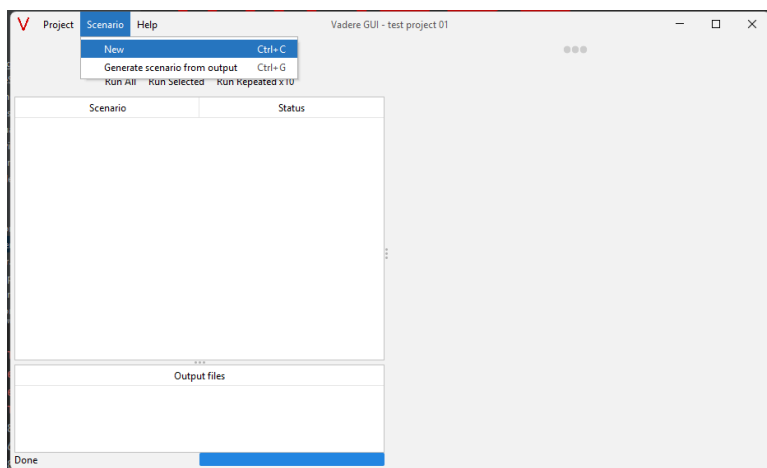 Project Scenario Help Vadere GUI - test project 01
New Ctrl+C
Generate scenario from output Ctrl+G
Run All Run Selected Run Repeated x10
Scenario Status
Output files
Done